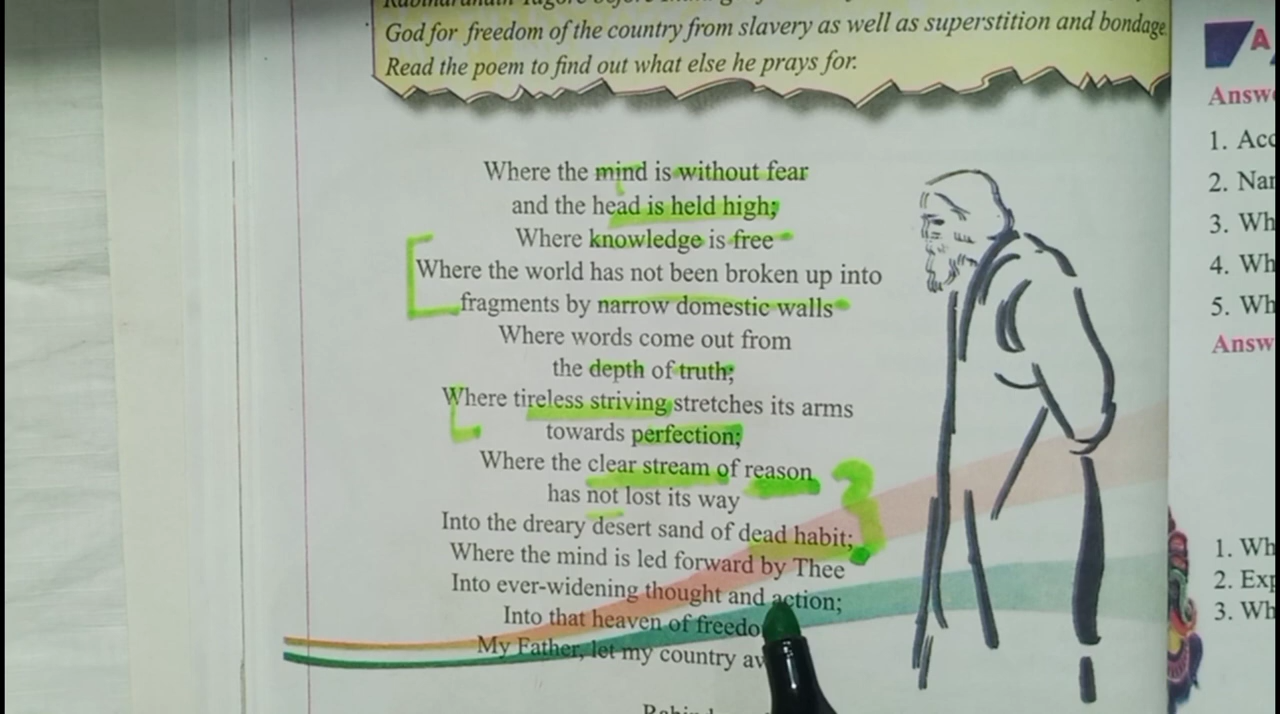 God for freedom of the country from slavery as well as superstition and bondage.
Read the poem to find out what else he prays for.
Where the mind is without fear
and the head is held high;
Where knowledge is free
Where the world has not been broken up into
fragments by narrow domestic walls
Where words come out from
the depth of truth;
Where tireless striving stretches its arms
towards perfection;
Where the clear stream of reason
has not lost its way
Into the dreary desert sand of dead habit;
Where the mind is led forward by Thee
Into ever-widening thought and action;
Into that heaven of
My Father, let my country
A
1.
2.
3. Wh
4. Wh
5. Wh
1. Wh
2.
3. Wh